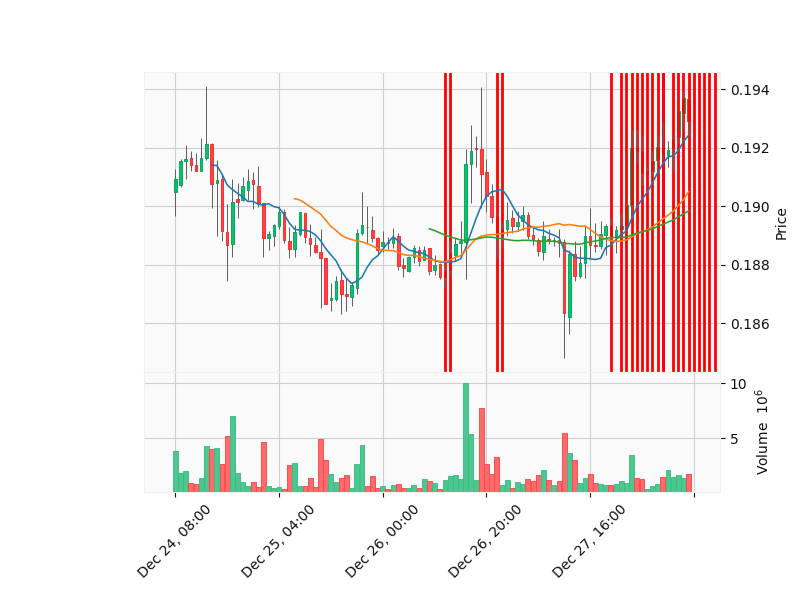 0.194
0.192
0.190
0.188
0.186
Price
10
5
Volume 10^6
Dec 24, 08:00
Dec 25, 04:00
Dec 26, 00:00
Dec 26, 20:00
Dec 27, 16:00